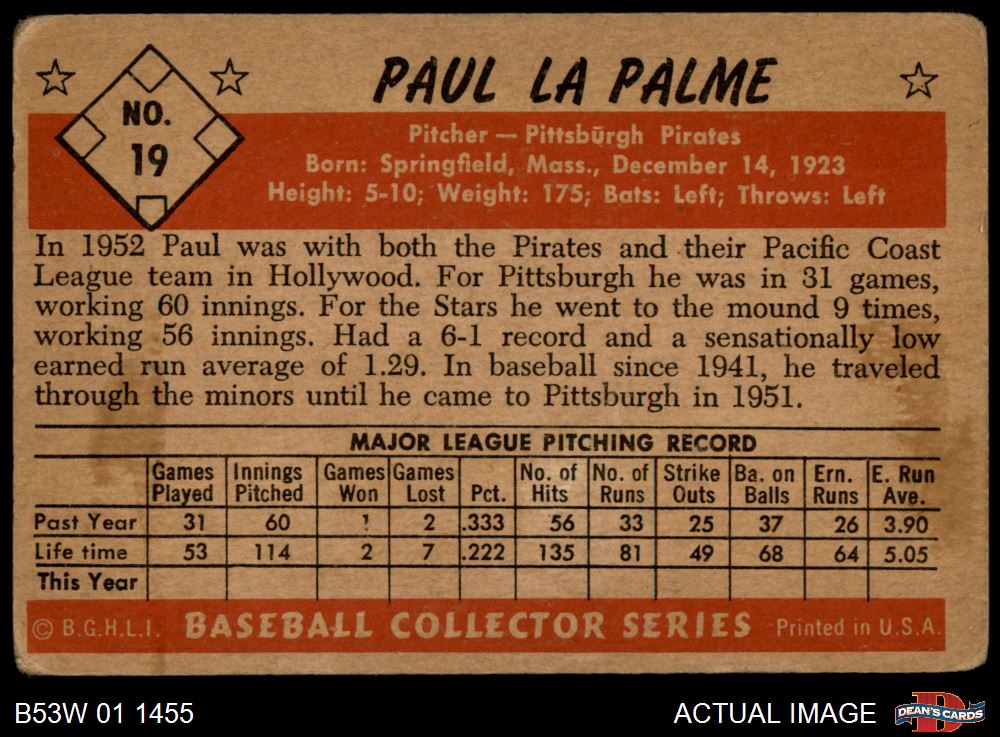 PAUL LA PALME
NO.
19
Pitcher — Pittsburgh Pirates
Born: Springfield, Mass., December 14, 1923
Height: 5-10; Weight: 175; Bats: Left; Throws: Left
In 1952 Paul was with both the Pirates and their Pacific Coast
League team in Hollywood. For Pittsburgh he was in 31 games,
working 60 innings. For the Stars he went to the mound 9 times,
working 56 innings. Had a 6-1 record and a sensationally low
earned run average of 1.29. In baseball since 1941, he traveled
through the minors until he came to Pittsburgh in 1951.
MAJOR LEAGUE PITCHING RECORD
Games Innings Games Games No. of No. of Strike Ba. on Ern. E. Run
Played Pitched Won Lost Pct. Hits Runs Outs Balls Runs Ave.
Past Year 31 60 1 2 .333 56 33 25 37 26 3.90
Life time 53 114 2 7 .222 135 81 49 68 64 5.05
This Year
© B.G.H.L.I. BASEBALL COLLECTOR SERIES Printed in U.S.A.
B53W 01 1455 ACTUAL IMAGE DEAN'S CARDS